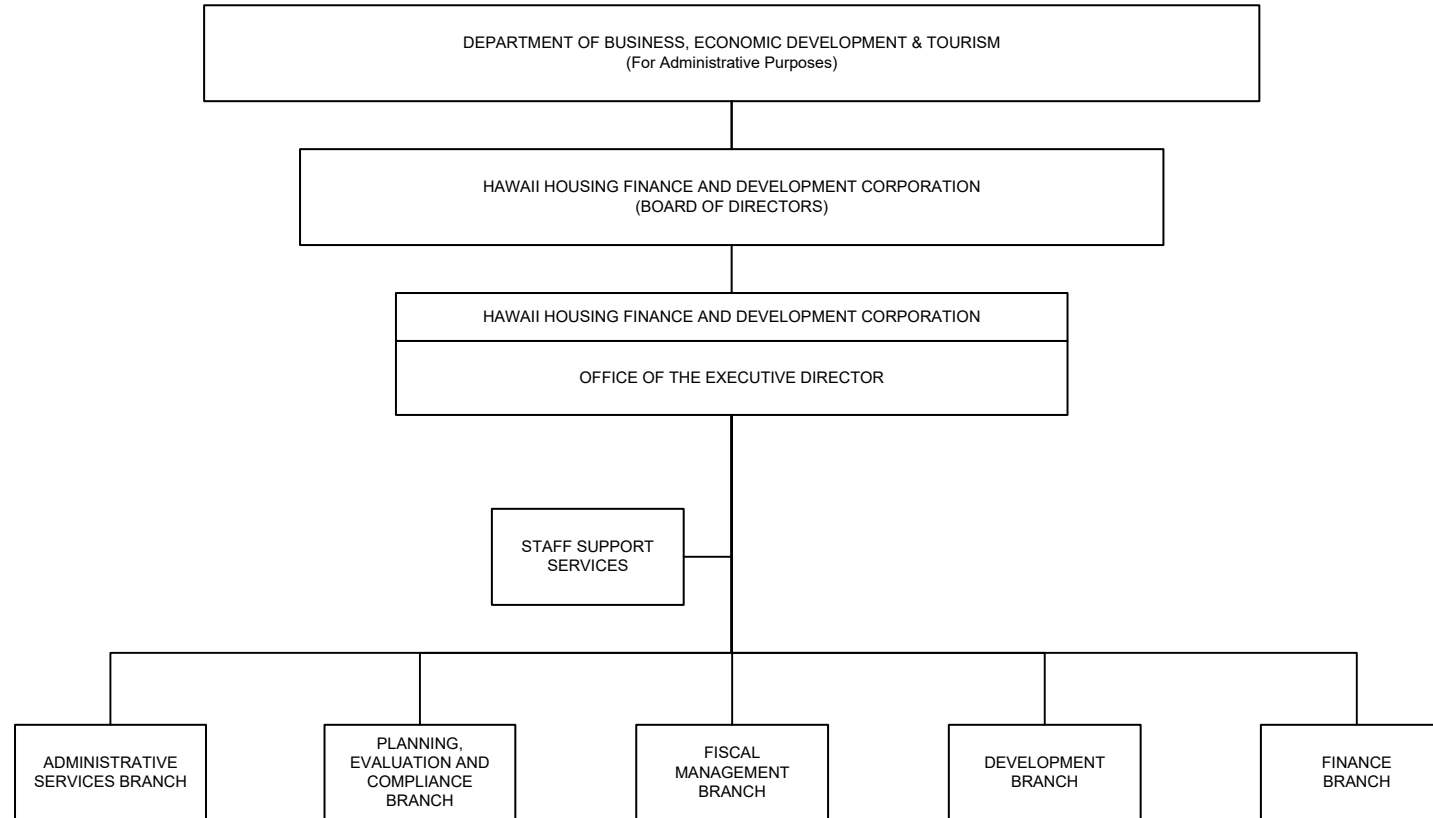 DEPARTMENT OF BUSINESS, ECONOMIC DEVELOPMENT & TOURISM
(For Administrative Purposes)
HAWAII HOUSING FINANCE AND DEVELOPMENT CORPORATION
(BOARD OF DIRECTORS)
HAWAII HOUSING FINANCE AND DEVELOPMENT CORPORATION
OFFICE OF THE EXECUTIVE DIRECTOR
STAFF SUPPORT
SERVICES
ADMINISTRATIVE
SERVICES BRANCH
PLANNING,
EVALUATION AND
COMPLIANCE
BRANCH
FISCAL
MANAGEMENT
BRANCH
DEVELOPMENT
BRANCH
FINANCE
BRANCH